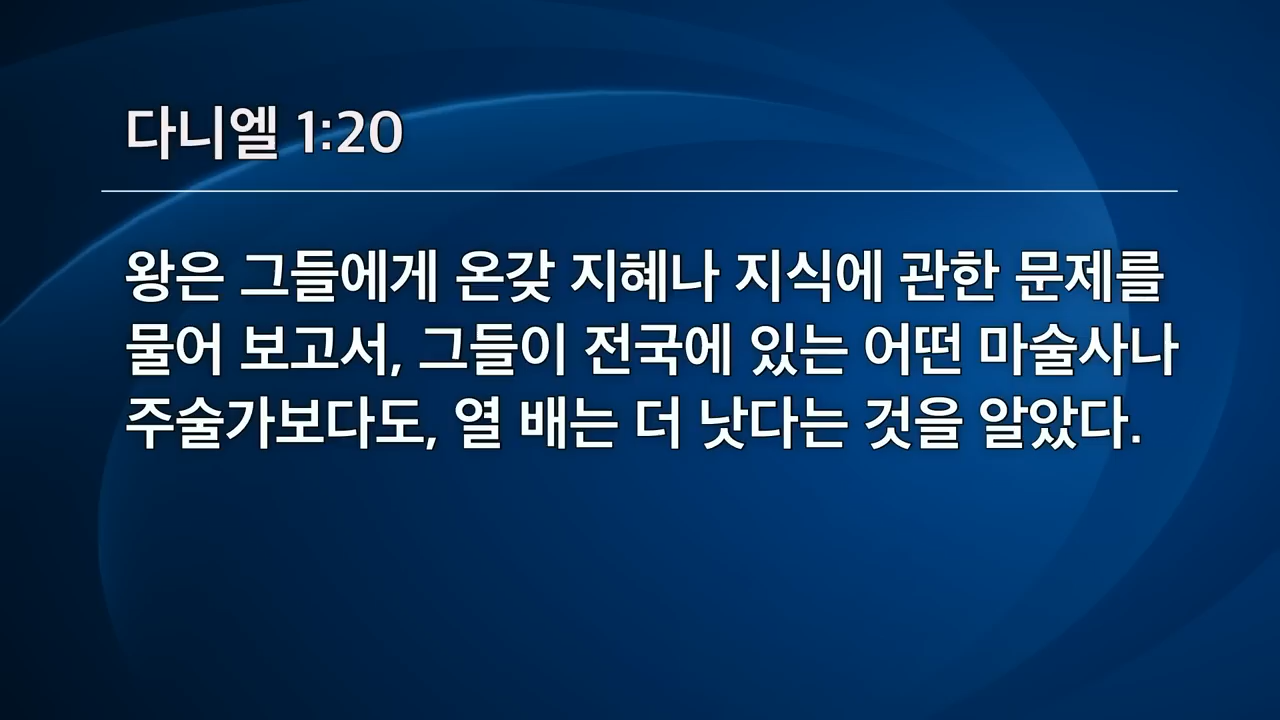 다니엘 1:20
왕은 그들에게 온갖 지혜나 지식에 관한 문제를
물어 보고서, 그들이 전국에 있는 어떤 마술사나
주술가보다도, 열 배는 더 낫다는 것을 알았다.